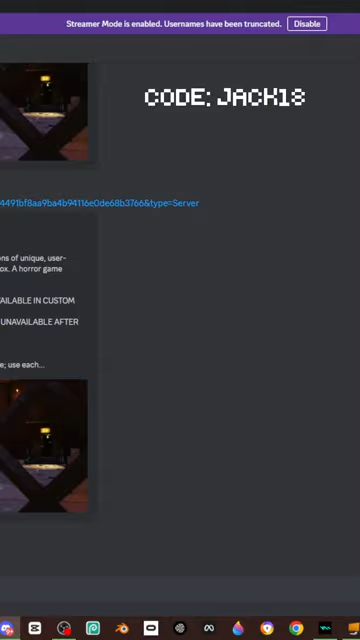 Streamer Mode is enabled. Usernames have been truncated. Disable
CODE: JACK18
4491bf8aa9ba4b94116e0de68b3766&type=Server
ons of unique, user-
ox. A horror game
AILABLE IN CUSTOM
UNAVAILABLE AFTER
e; use each...